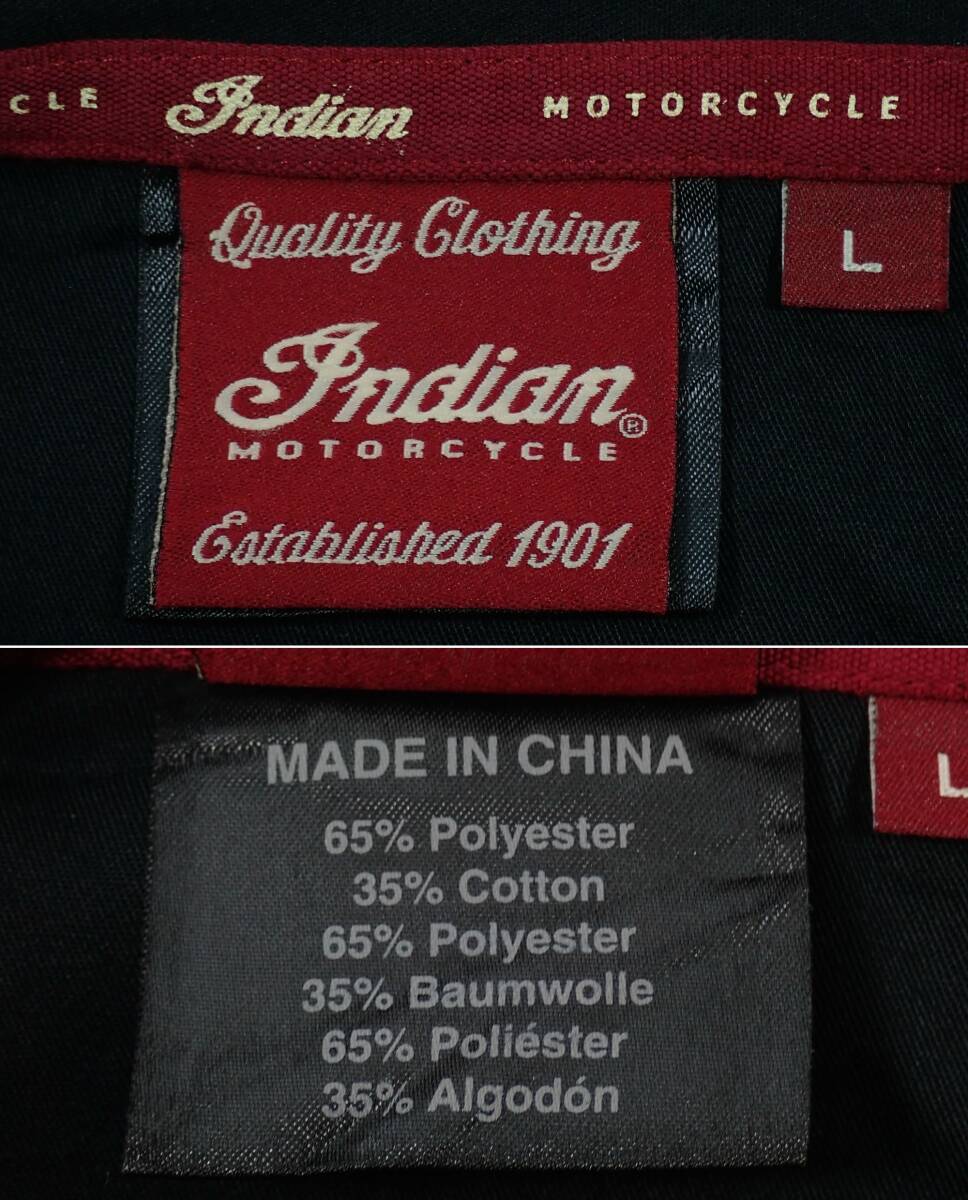 CLE Indian MOTORCYCLE
Quality Clothing
L
Indian®
MOTORCYCLE
Established 1901
MADE IN CHINA
L
65% Polyester
35% Cotton
65% Polyester
35% Baumwolle
65% Poliéster
35% Algodón